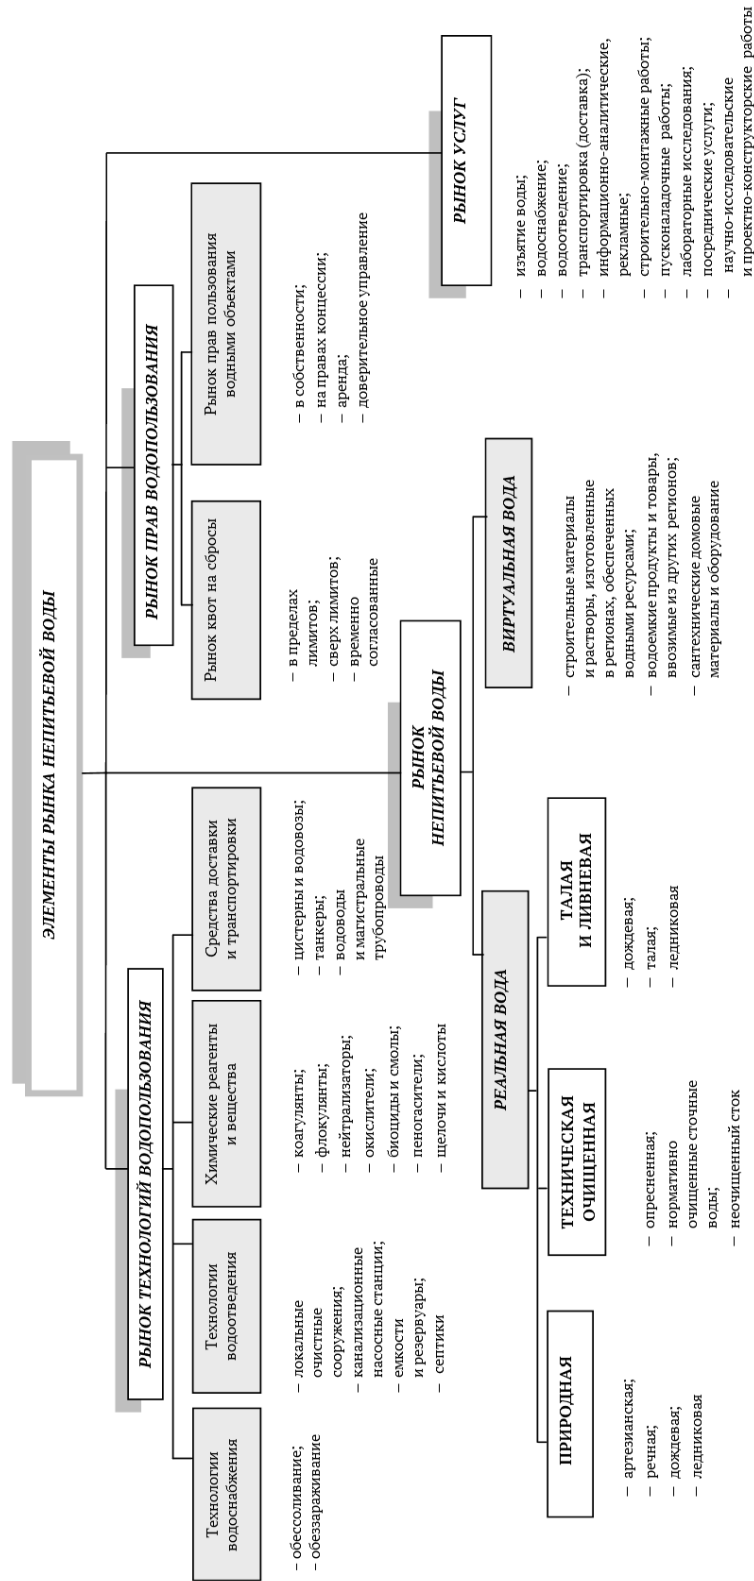 ЭЛЕМЕНТЫ РЫНКА НЕПИТЬЕВОЙ ВОДЫ
РЫНОК ТЕХНОЛОГИЙ ВОДОПОЛЬЗОВАНИЯ
Технологии
водоснабжения
– обессоливание;
– обеззараживание
Технологии
водоотведения
– локальные
очистные
сооружения;
– канализационные
насосные станции;
– емкости
и резервуары;
– септики
Химические реагенты
и вещества
– коагулянты;
– флокулянты;
– нейтрализаторы;
– окислители;
– биоциды и смолы;
– пеногасители;
– щелочи и кислоты
Средства доставки
и транспортировки
– цистерны и водовозы;
– танкеры;
– водоводы
и магистральные
трубопроводы
РЫНОК ПРАВ ВОДОПОЛЬЗОВАНИЯ
Рынок квот на сбросы
– в пределах
лимитов;
– сверх лимитов;
– временно
согласованные
Рынок прав пользования
водными объектами
– в собственности;
– на правах концессии;
– аренда;
– доверительное управление
РЫНОК
НЕПИТЬЕВОЙ ВОДЫ
РЕАЛЬНАЯ ВОДА
ПРИРОДНАЯ
– артезианская;
– речная;
– дождевая;
– ледниковая
ТЕХНИЧЕСКАЯ
ОЧИЩЕННАЯ
– опресненная;
– нормативно
очищенные сточные
воды;
– неочищенный сток
ТАЛАЯ
И ЛИВНЕВАЯ
– дождевая;
– талая;
– ледниковая
ВИРТУАЛЬНАЯ ВОДА
– строительные материалы
и растворы, изготовленные
в регионах, обеспеченных
водными ресурсами;
– водоемкие продукты и товары,
ввозимые из других регионов;
– сантехнические домовые
материалы и оборудование
РЫНОК УСЛУГ
– изъятие воды;
– водоснабжение;
– водоотведение;
– транспортировка (доставка);
– информационно-аналитические,
рекламные;
– строительно-монтажные работы;
– пусконаладочные работы;
– лабораторные исследования;
– посреднические услуги;
– научно-исследовательские
и проектно-конструкторские работы